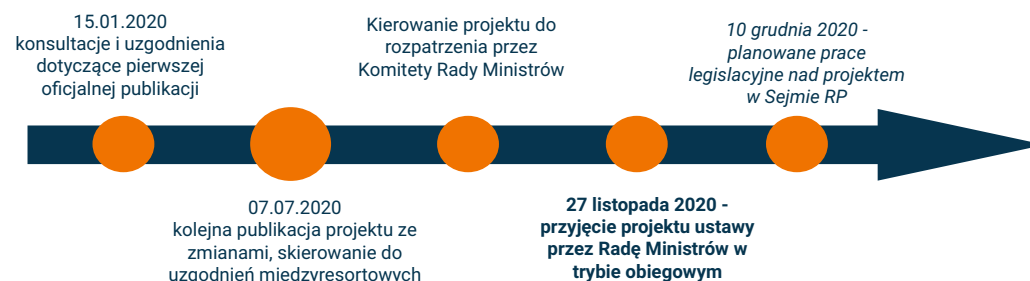 15.01.2020
konsultacje i uzgodnienia
dotyczące pierwszej
oficjalnej publikacji
07.07.2020
kolejna publikacja projektu ze
zmianami, skierowanie do
uzgodnień międzyresortowych
Kierowanie projektu do
rozpatrzenia przez
Komitety Rady Ministrów
27 listopada 2020 -
przyjęcie projektu ustawy
przez Radę Ministrów w
trybie obiegowym
10 grudnia 2020 -
planowane prace
legislacyjne nad projektem
w Sejmie RP